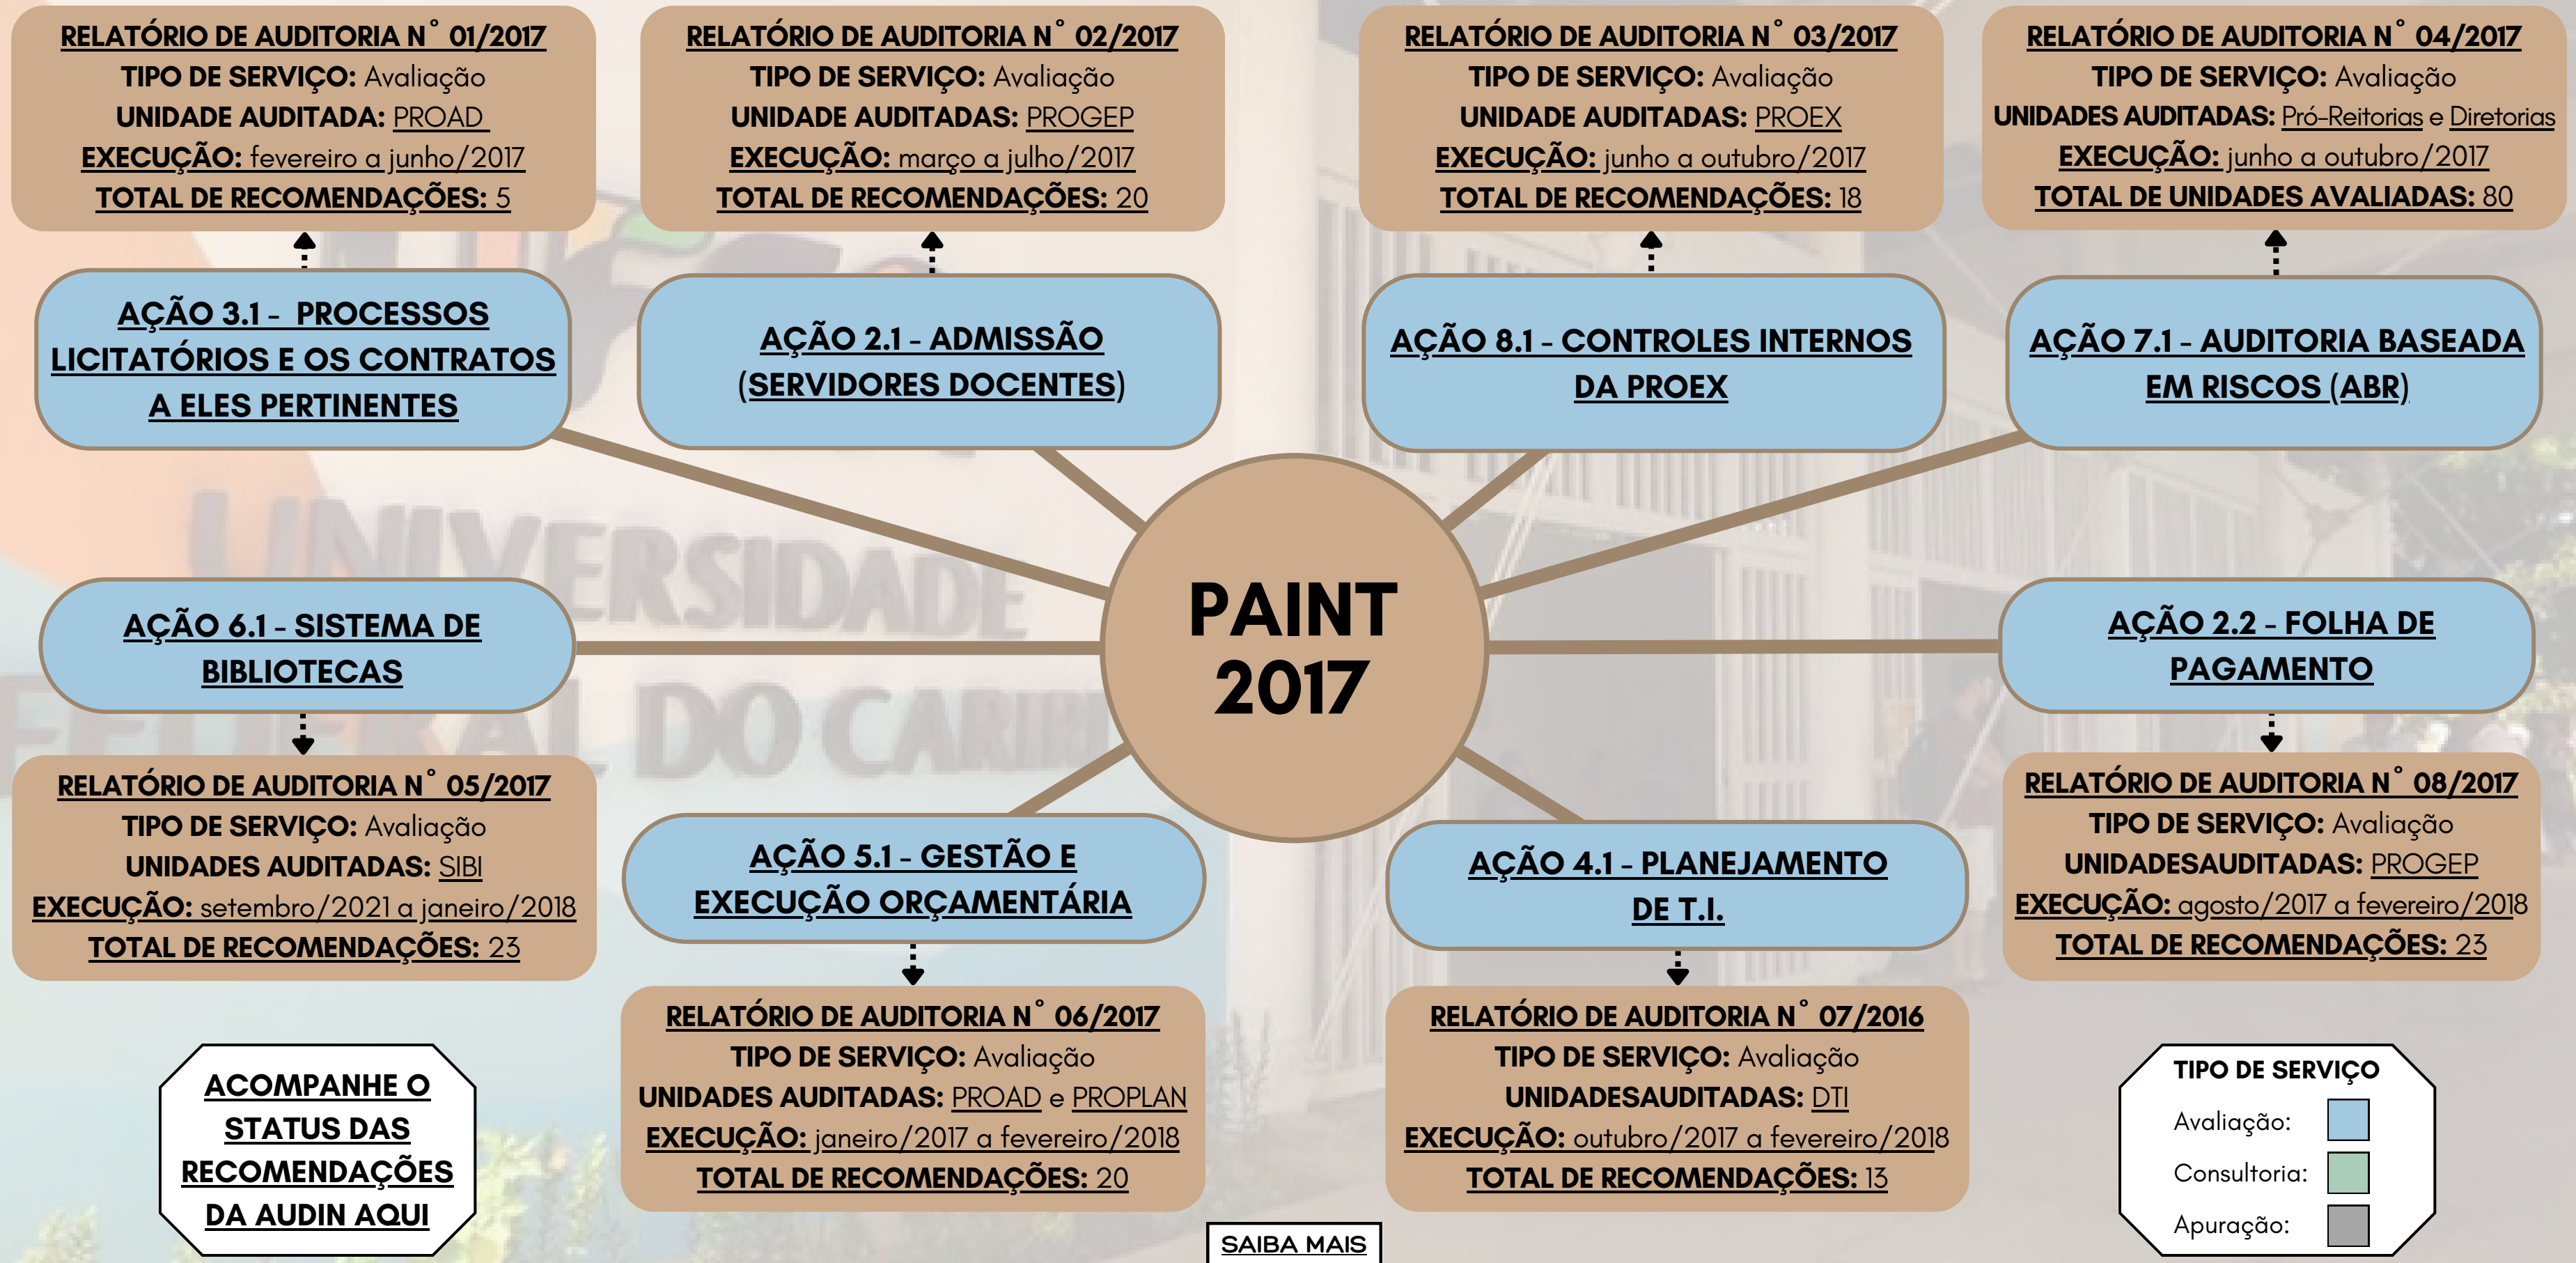 RELATÓRIO DE AUDITORIA N° 01/2017
TIPO DE SERVIÇO: Avaliação
UNIDADE AUDITADA: PROAD
EXECUÇÃO: fevereiro a junho/2017
TOTAL DE RECOMENDAÇÕES: 5
RELATÓRIO DE AUDITORIA N° 02/2017
TIPO DE SERVIÇO: Avaliação
UNIDADE AUDITADAS: PROGEP
EXECUÇÃO: março a julho/2017
TOTAL DE RECOMENDAÇÕES: 20
RELATÓRIO DE AUDITORIA N° 03/2017
TIPO DE SERVIÇO: Avaliação
UNIDADE AUDITADAS: PROEX
EXECUÇÃO: junho a outubro/2017
TOTAL DE RECOMENDAÇÕES: 18
RELATÓRIO DE AUDITORIA N° 04/2017
TIPO DE SERVIÇO: Avaliação
UNIDADES AUDITADAS: Pró-Reitorias e Diretorias
EXECUÇÃO: junho a outubro/2017
TOTAL DE UNIDADES AVALIADAS: 80
AÇÃO 3.1 - PROCESSOS
LICITATÓRIOS E OS CONTRATOS
A ELES PERTINENTES
AÇÃO 2.1 - ADMISSÃO
(SERVIDORES DOCENTES)
AÇÃO 8.1 - CONTROLES INTERNOS
DA PROEX
AÇÃO 7.1 - AUDITORIA BASEADA
EM RISCOS (ABR)
UNIVERSIDADE
FEDERAL DO CARIRI
PAINT
2017
AÇÃO 6.1 - SISTEMA DE
BIBLIOTECAS
AÇÃO 2.2 - FOLHA DE
PAGAMENTO
RELATÓRIO DE AUDITORIA N° 05/2017
TIPO DE SERVIÇO: Avaliação
UNIDADES AUDITADAS: SIBI
EXECUÇÃO: setembro/2021 a janeiro/2018
TOTAL DE RECOMENDAÇÕES: 23
AÇÃO 5.1 - GESTÃO E
EXECUÇÃO ORÇAMENTÁRIA
AÇÃO 4.1 - PLANEJAMENTO
DE T.I.
RELATÓRIO DE AUDITORIA N° 08/2017
TIPO DE SERVIÇO: Avaliação
UNIDADESAUDITADAS: PROGEP
EXECUÇÃO: agosto/2017 a fevereiro/2018
TOTAL DE RECOMENDAÇÕES: 23
RELATÓRIO DE AUDITORIA N° 06/2017
TIPO DE SERVIÇO: Avaliação
UNIDADES AUDITADAS: PROAD e PROPLAN
EXECUÇÃO: janeiro/2017 a fevereiro/2018
TOTAL DE RECOMENDAÇÕES: 20
RELATÓRIO DE AUDITORIA N° 07/2016
TIPO DE SERVIÇO: Avaliação
UNIDADESAUDITADAS: DTI
EXECUÇÃO: outubro/2017 a fevereiro/2018
TOTAL DE RECOMENDAÇÕES: 13
ACOMPANHE O
STATUS DAS
RECOMENDAÇÕES
DA AUDIN AQUI
SAIBA MAIS
TIPO DE SERVIÇO
Avaliação:
Consultoria:
Apuração: